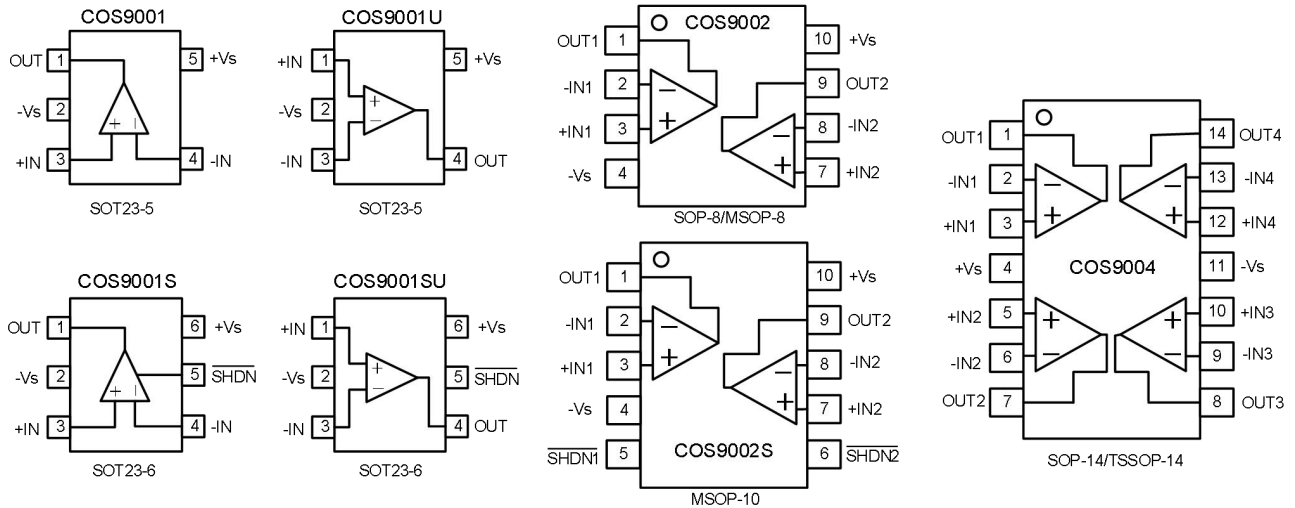 COS9001
OUT 1 5 +Vs
-Vs 2
+IN 3 4 -IN
+ −
SOT23-5
COS9001U
+IN 1 5 +Vs
-Vs 2
-IN 3 4 OUT
+
−
SOT23-5
COS9002
OUT1 1 10 +Vs
-IN1 2 9 OUT2
+IN1 3 8 -IN2
-Vs 4 7 +IN2
− −
+ +
SOP-8/MSOP-8
COS9001S
OUT 1 6 +Vs
-Vs 2 5 SHDN
+IN 3 4 -IN
+ −
SOT23-6
COS9001SU
+IN 1 6 +Vs
-Vs 2 5 SHDN
-IN 3 4 OUT
+
−
SOT23-6
OUT1 1 10 +Vs
-IN1 2 9 OUT2
+IN1 3 8 -IN2
-Vs 4 7 +IN2
SHDN1 5 6 SHDN2
− −
+ +
COS9002S
MSOP-10
OUT1 1 14 OUT4
-IN1 2 − − 13 -IN4
+IN1 3 + + 12 +IN4
+Vs 4 COS9004 11 -Vs
+IN2 5 + + 10 +IN3
-IN2 6 − − 9 -IN3
OUT2 7 8 OUT3
SOP-14/TSSOP-14